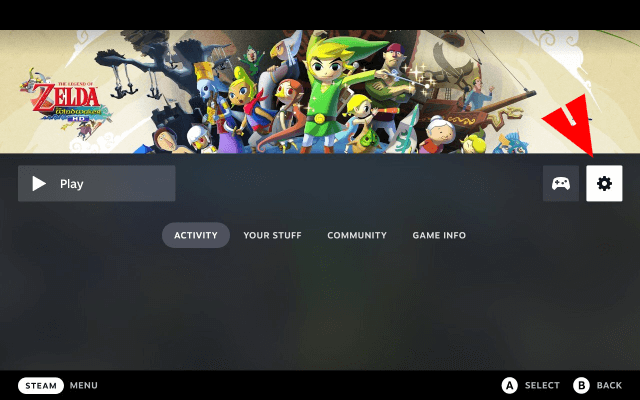 THE LEGEND OF
ZELDA
The Wind Waker
HD
Play
ACTIVITY YOUR STUFF COMMUNITY GAME INFO
STEAM MENU
A SELECT B BACK